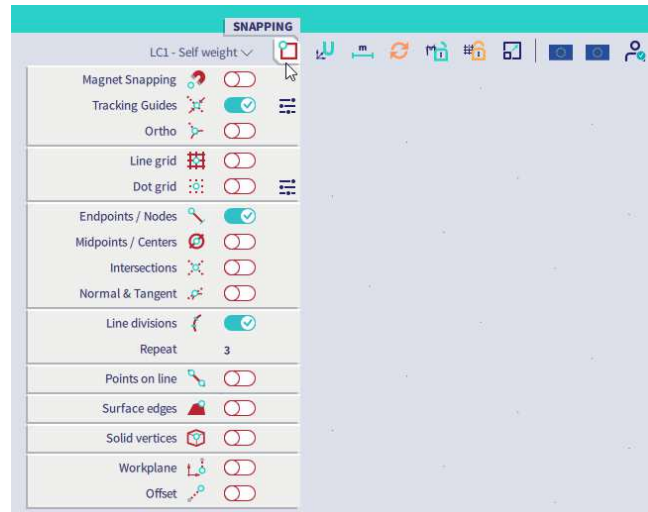 SNAPPING
LC1 - Self weight
Magnet Snapping
Tracking Guides
Ortho
Line grid
Dot grid
Endpoints / Nodes
Midpoints / Centers
Intersections
Normal & Tangent
Line divisions
Repeat 3
Points on line
Surface edges
Solid vertices
Workplane
Offset